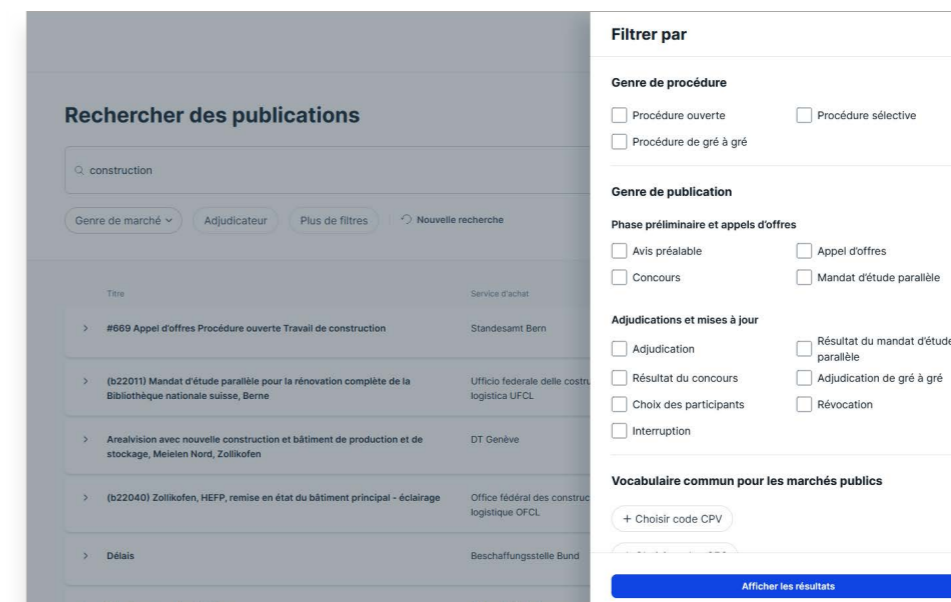 Rechercher des publications
construction
Genre de marché
Adjudicateur
Plus de filtres
Nouvelle recherche
Titre
Service d'achat
#669 Appel d'offres Procédure ouverte Travail de construction
Standesamt Bern
(b22011) Mandat d'étude parallèle pour la rénovation complète de la
Bibliothèque nationale suisse, Berne
Ufficio federale delle costru
logistica UFCL
Arealvision avec nouvelle construction et bâtiment de production et de
stockage, Meielen Nord, Zollikofen
DT Genève
(b22040) Zollikofen, HEFP, remise en état du bâtiment principal - éclairage
Office fédéral des construc
logistique OFCL
Délais
Beschaffungsstelle Bund
Filtrer par
Genre de procédure
Procédure ouverte
Procédure sélective
Procédure de gré à gré
Genre de publication
Phase préliminaire et appels d'offres
Avis préalable
Appel d'offres
Concours
Mandat d'étude parallèle
Adjudications et mises à jour
Adjudication
Résultat du mandat d'étude
parallèle
Résultat du concours
Adjudication de gré à gré
Choix des participants
Révocation
Interruption
Vocabulaire commun pour les marchés publics
+ Choisir code CPV
Afficher les résultats